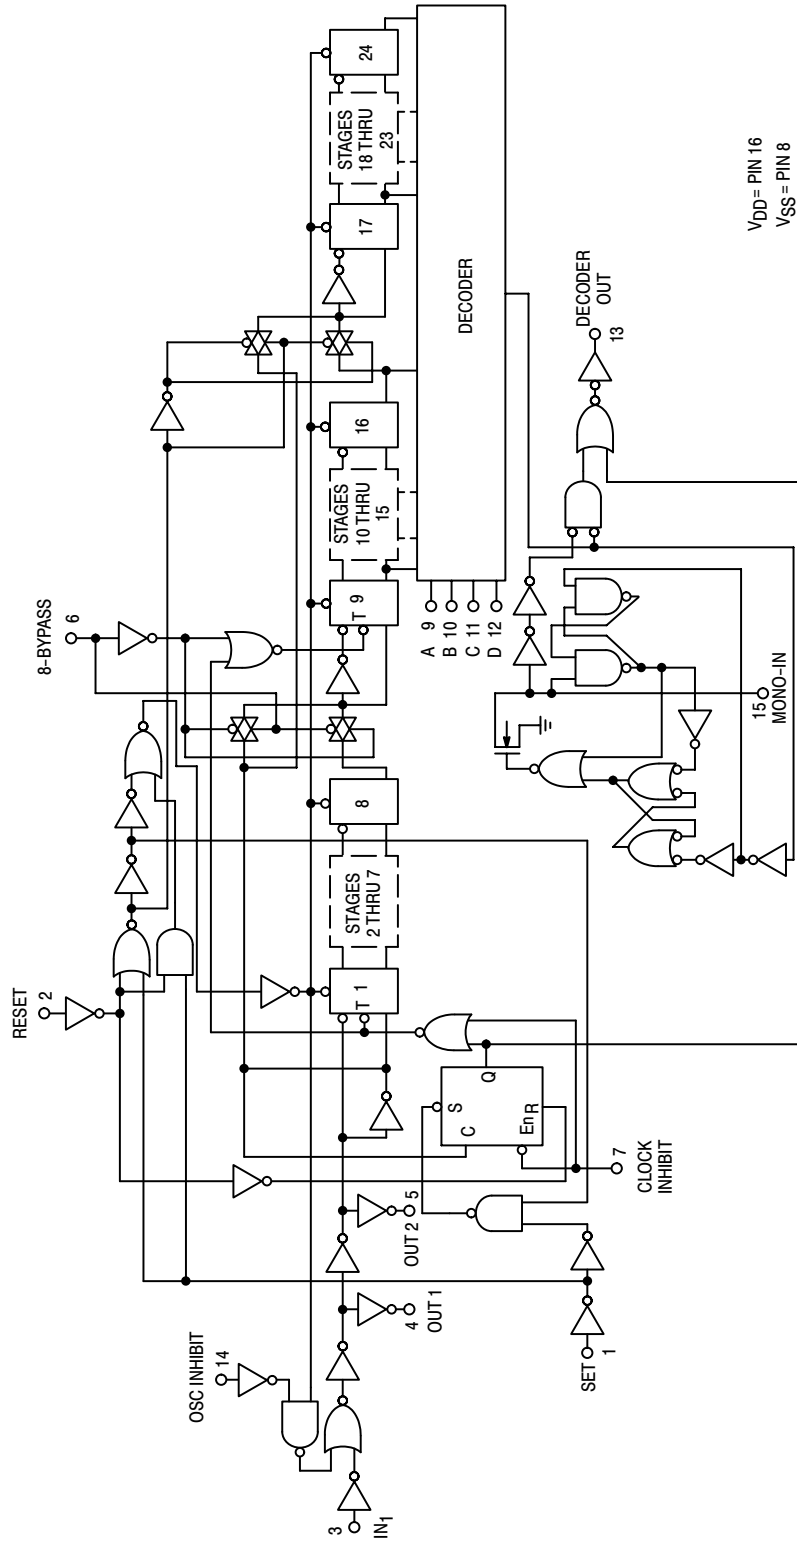 RESET
2
8-BYPASS
6
OSC INHIBIT
14
3
IN1
4
OUT 1
OUT 2
5
T 1
STAGES
2 THRU 7
8
T 9
STAGES
10 THRU
15
16
17
STAGES
18 THRU
23
24
C
S
Q
En
R
SET
1
7
CLOCK
INHIBIT
A 9
B 10
C 11
D 12
DECODER
15
MONO-IN
DECODER
OUT
13
VDD = PIN 16
VSS = PIN 8